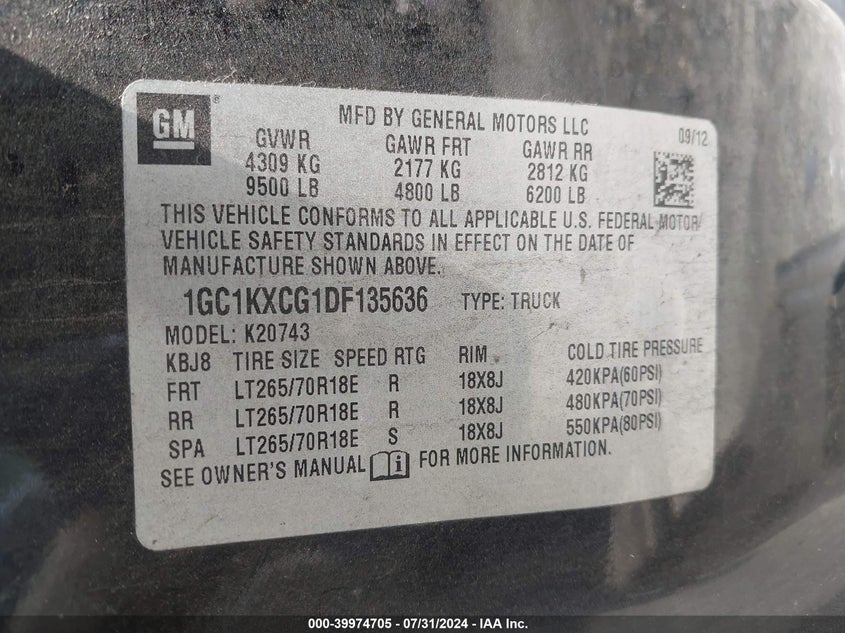 GM®
MFD BY GENERAL MOTORS LLC
09/12
GVWR GAWR FRT GAWR RR
4309 KG 2177 KG 2812 KG
9500 LB 4800 LB 6200 LB
THIS VEHICLE CONFORMS TO ALL APPLICABLE U.S. FEDERAL MOTOR
VEHICLE SAFETY STANDARDS IN EFFECT ON THE DATE OF
MANUFACTURE SHOWN ABOVE.
1GC1KXCG1DF135636 TYPE: TRUCK
MODEL: K20743
KBJ8 TIRE SIZE SPEED RTG RIM COLD TIRE PRESSURE
FRT LT265/70R18E R 18X8J 420KPA(60PSI)
RR LT265/70R18E R 18X8J 480KPA(70PSI)
SPA LT265/70R18E S 18X8J 550KPA(80PSI)
SEE OWNER'S MANUAL i FOR MORE INFORMATION.
000-39974705 - 07/31/2024 - IAA Inc.